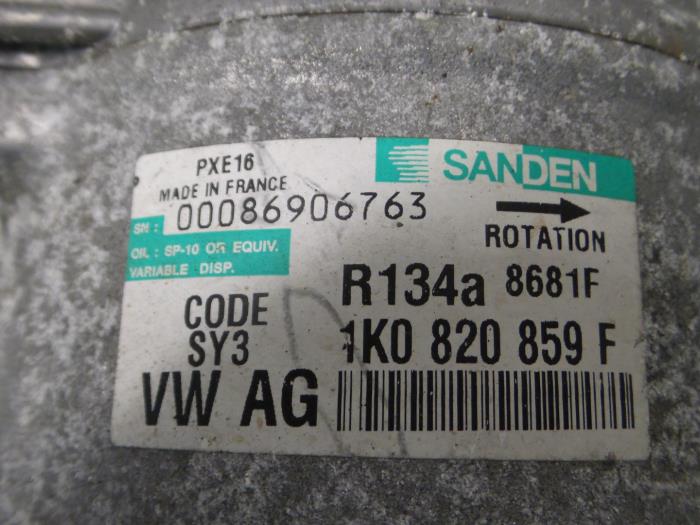 PXE16
SANDEN
MADE IN FRANCE
SN: 00086906763
ROTATION
OIL: SP-10 OR EQUIV.
VARIABLE DISP.
R134a 8681F
CODE
SY3
1K0 820 859 F
VW AG